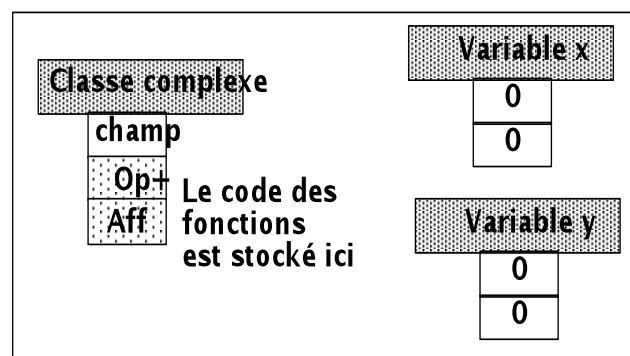 Classe complexe
champ
Op+
Aff
Le code des
fonctions
est stocké ici
Variable x
0
0
Variable y
0
0